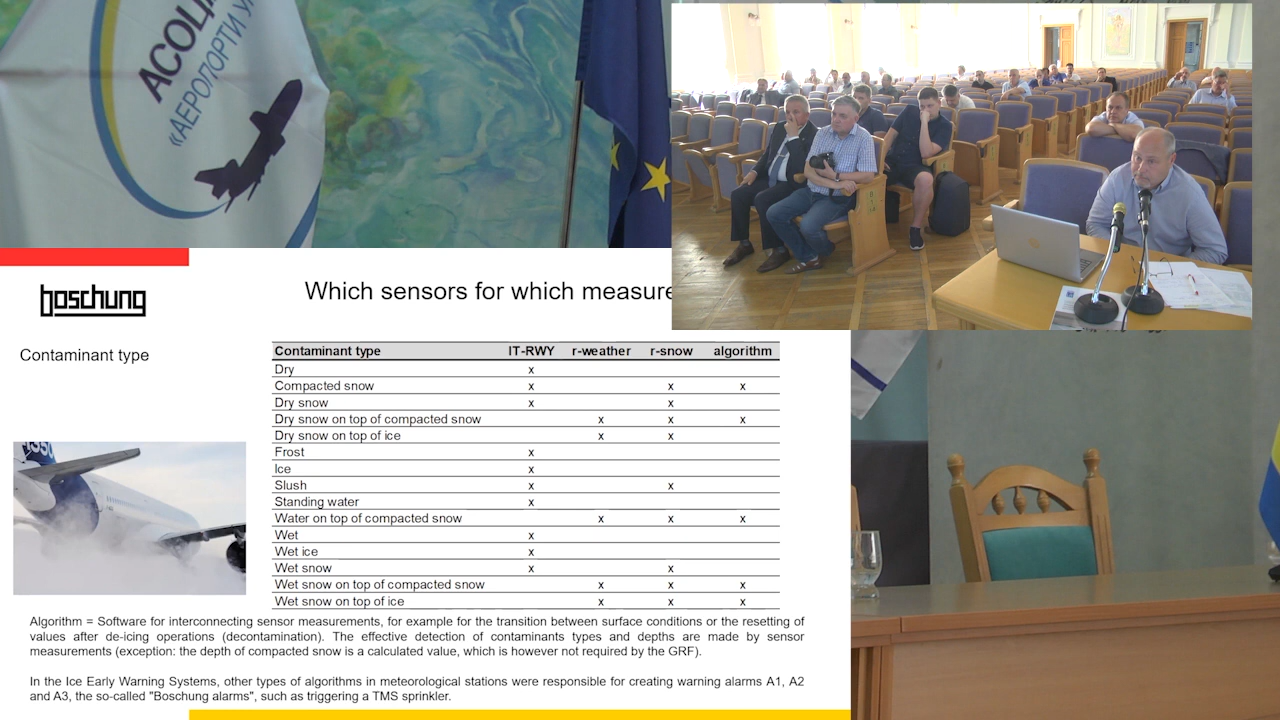 АСОЦІА
«АЕРОПОРТИ УК
boschung
Which sensors for which measure
Contaminant type
Contaminant type IT-RWY r-weather r-snow algorithm
Dry x
Compacted snow x x x
Dry snow x x
Dry snow on top of compacted snow x x x
Dry snow on top of ice x x
Frost x
Ice x
Slush x x
Standing water x
Water on top of compacted snow x x x
Wet x
Wet ice x
Wet snow x x
Wet snow on top of compacted snow x x x
Wet snow on top of ice x x x
Algorithm = Software for interconnecting sensor measurements, for example for the transition between surface conditions or the resetting of
values after de-icing operations (decontamination). The effective detection of contaminants types and depths are made by sensor
measurements (exception: the depth of compacted snow is a calculated value, which is however not required by the GRF).
In the Ice Early Warning Systems, other types of algorithms in meteorological stations were responsible for creating warning alarms A1, A2
and A3, the so-called "Boschung alarms", such as triggering a TMS sprinkler.